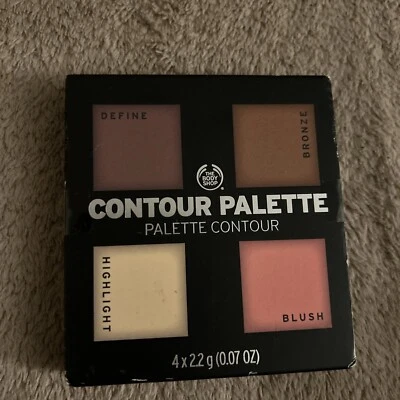 DEFINE
BRONZE
THE
BODY
SHOP
CONTOUR PALETTE
PALETTE CONTOUR
HIGHLIGHT
BLUSH
4 x 2.2 g (0.07 OZ)